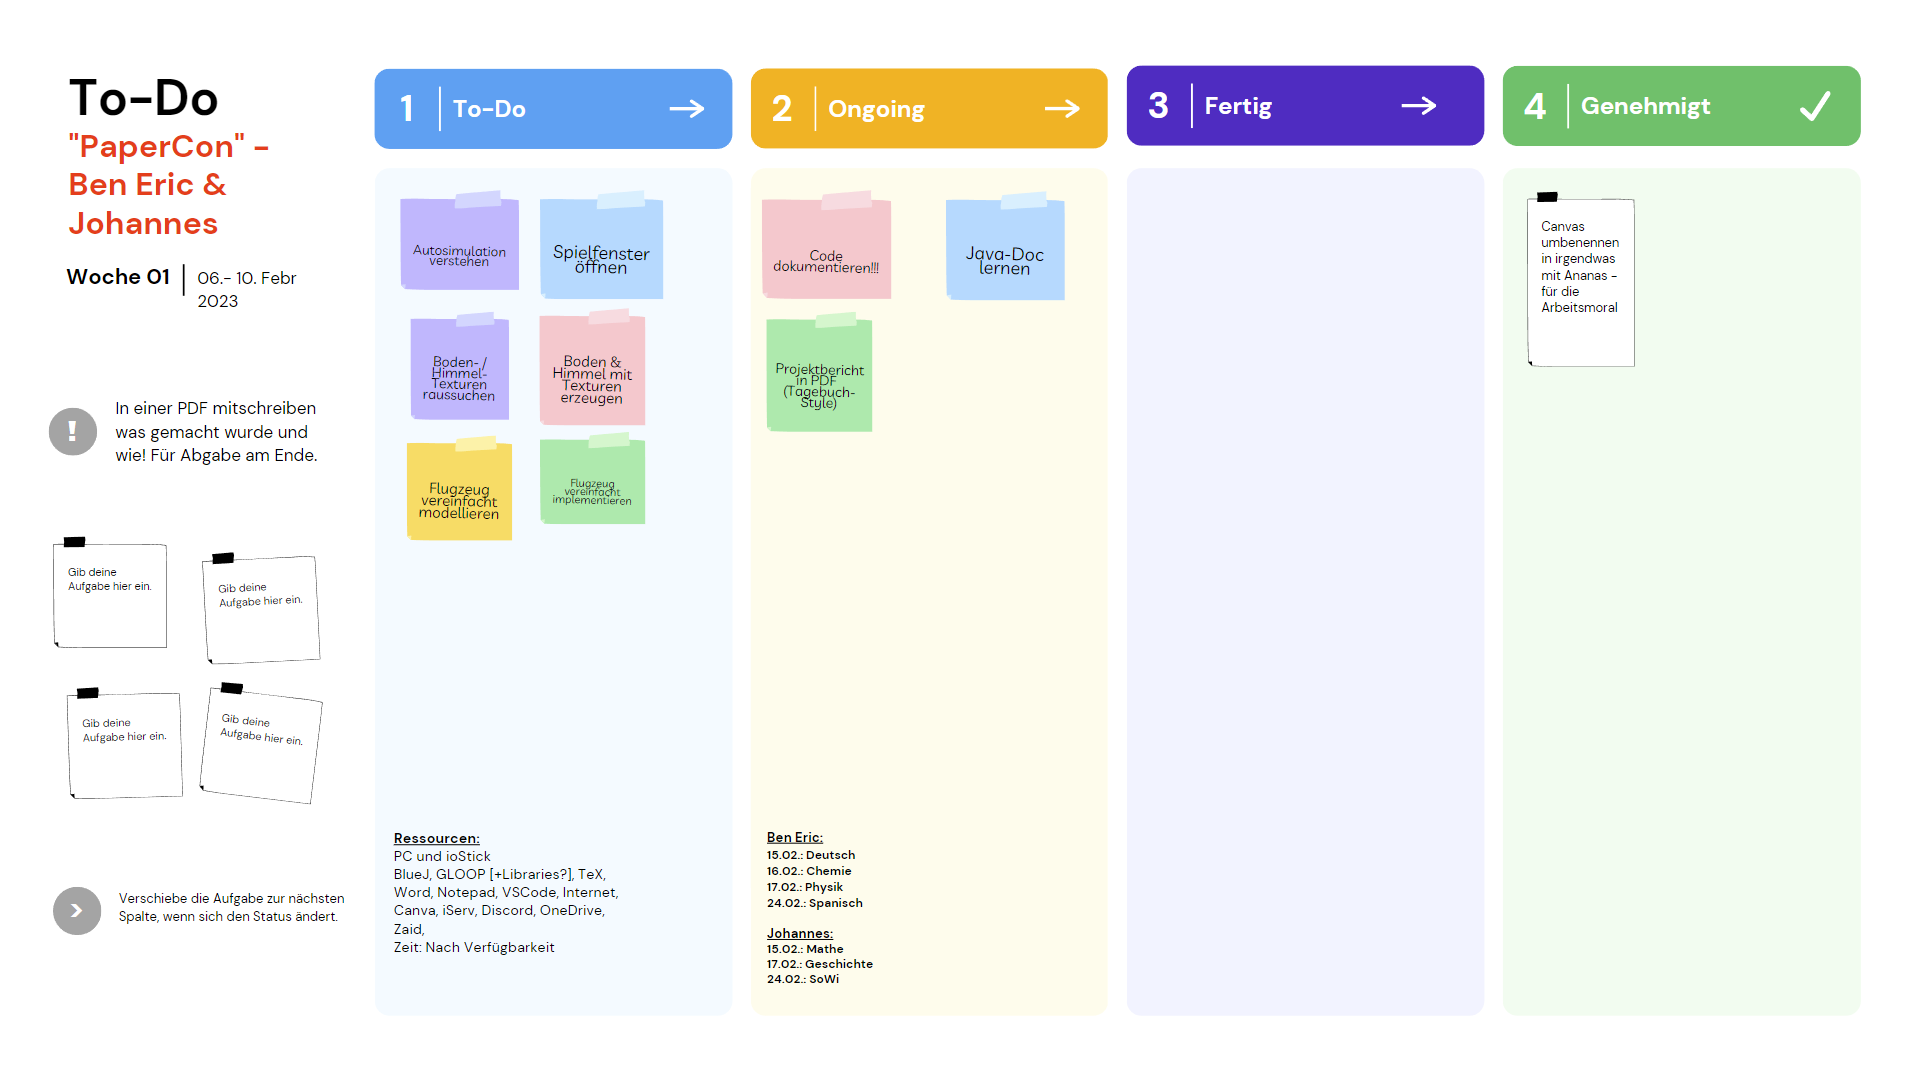 To-Do
"PaperCon" -
Ben Eric &
Johannes
Woche 01
06.- 10. Febr
2023
!
In einer PDF mitschreiben
was gemacht wurde und
wie! Für Abgabe am Ende.
Gib deine
Aufgabe hier ein.
Gib deine
Aufgabe hier ein.
Gib deine
Aufgabe hier ein.
Gib deine
Aufgabe hier ein.
Verschiebe die Aufgabe zur nächsten
Spalte, wenn sich den Status ändert.
1 To-Do
Autosimulation
verstehen
Spielfenster
öffnen
Boden-/
Himmel-
Texturen
raussuchen
Boden &
Himmel mit
Texturen
erzeugen
Flugzeug
vereinfacht
modellieren
Flugzeug
vereinfacht
implementieren
Ressourcen:
PC und ioStick
BlueJ, GLOOP [+Libraries?], TeX,
Word, Notepad, VSCode, Internet,
Canva, iServ, Discord, OneDrive,
Zaid,
Zeit: Nach Verfügbarkeit
2 Ongoing
Code
dokumentieren!!!
Java-Doc
lernen
Projektbericht
in PDF
(Tagebuch-
Style)
Ben Eric:
15.02.: Deutsch
16.02.: Chemie
17.02.: Physik
24.02.: Spanisch
Johannes:
15.02.: Mathe
17.02.: Geschichte
24.02.: SoWi
3 Fertig
4 Genehmigt
Canvas
umbenennen
in irgendwas
mit Ananas -
für die
Arbeitsmoral